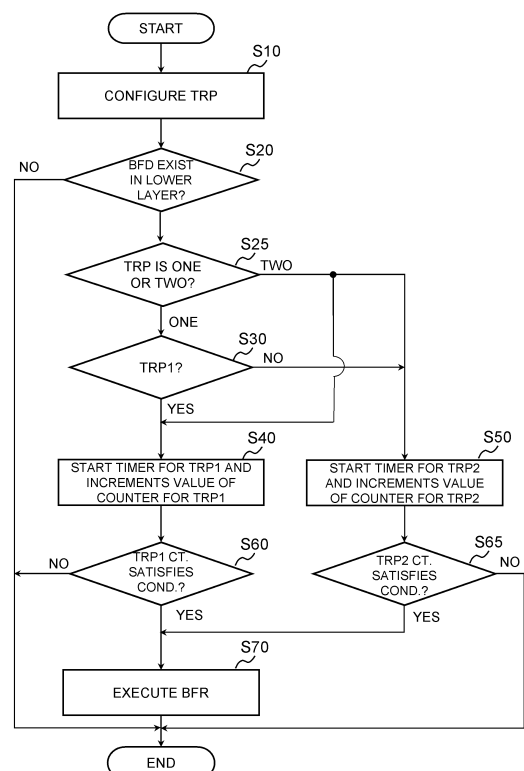 START
S10
CONFIGURE TRP
S20
NO
BFD EXIST
IN LOWER
LAYER?
S25
TRP IS ONE
OR TWO?
TWO
ONE
S30
TRP1?
NO
YES
S40
START TIMER FOR TRP1 AND
INCREMENTS VALUE OF
COUNTER FOR TRP1
S50
START TIMER FOR TRP2
AND INCREMENTS VALUE
OF COUNTER FOR TRP2
S60
NO
TRP1 CT.
SATISFIES
COND.?
YES
S65
TRP2 CT.
SATISFIES
COND.?
NO
YES
S70
EXECUTE BFR
END